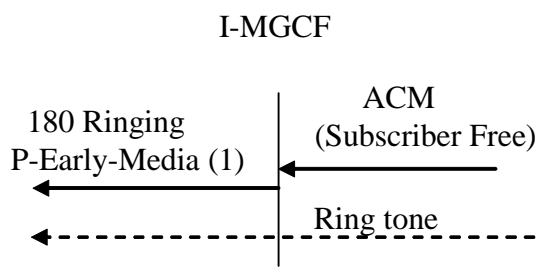 I-MGCF
180 Ringing
P-Early-Media (1)
ACM
(Subscriber Free)
Ring tone